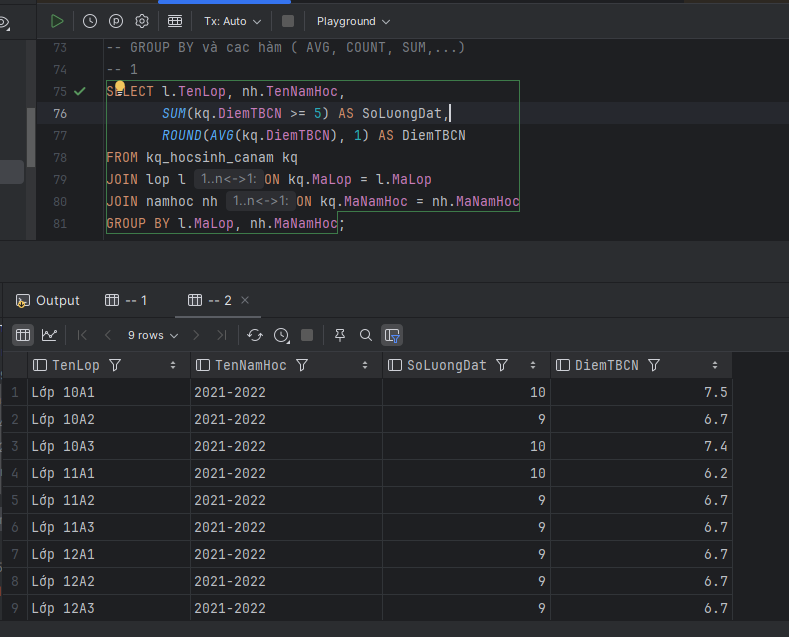 Tx: Auto Playground
73 -- GROUP BY và cac hàm ( AVG, COUNT, SUM,...)
74 -- 1
75 SELECT l.TenLop, nh.TenNamHoc,
76 SUM(kq.DiemTBCN >= 5) AS SoLuongDat,
77 ROUND(AVG(kq.DiemTBCN), 1) AS DiemTBCN
78 FROM kq_hocsinh_canam kq
79 JOIN lop l 1..n<->1: ON kq.MaLop = l.MaLop
80 JOIN namhoc nh 1..n<->1: ON kq.MaNamHoc = nh.MaNamHoc
81 GROUP BY l.MaLop, nh.MaNamHoc;
Output -- 1 -- 2
9 rows
TenLop TenNamHoc SoLuongDat DiemTBCN
1 Lớp 10A1 2021-2022 10 7.5
2 Lớp 10A2 2021-2022 9 6.7
3 Lớp 10A3 2021-2022 10 7.4
4 Lớp 11A1 2021-2022 10 6.2
5 Lớp 11A2 2021-2022 9 6.7
6 Lớp 11A3 2021-2022 9 6.7
7 Lớp 12A1 2021-2022 9 6.7
8 Lớp 12A2 2021-2022 9 6.7
9 Lớp 12A3 2021-2022 9 6.7